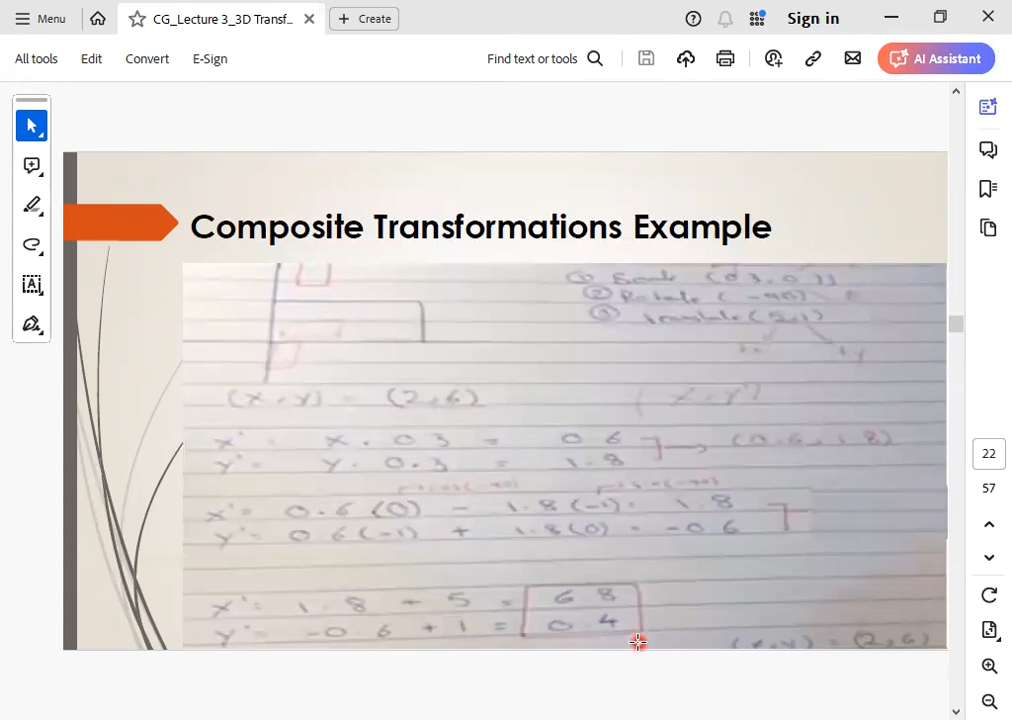 Menu CG_Lecture 3_3D Transf... Create Sign in
All tools Edit Convert E-Sign Find text or tools AI Assistant
Composite Transformations Example
① Scale (0.3, 0.3)
② Rotate (-90)
③ translate (5,1)
tx ty
(x, y) = (2,6) (x', y')
x' = x . 0.3 = 0.6 → (0.6, 1.8)
y' = y . 0.3 = 1.8
x' = 0.6 (0) - 1.8 (-1) = 1.8
y' = 0.6 (-1) + 1.8 (0) = -0.6
x' = 1.8 + 5 = 6.8
y' = -0.6 + 1 = 0.4
(x, y) = (2,6)
22
57